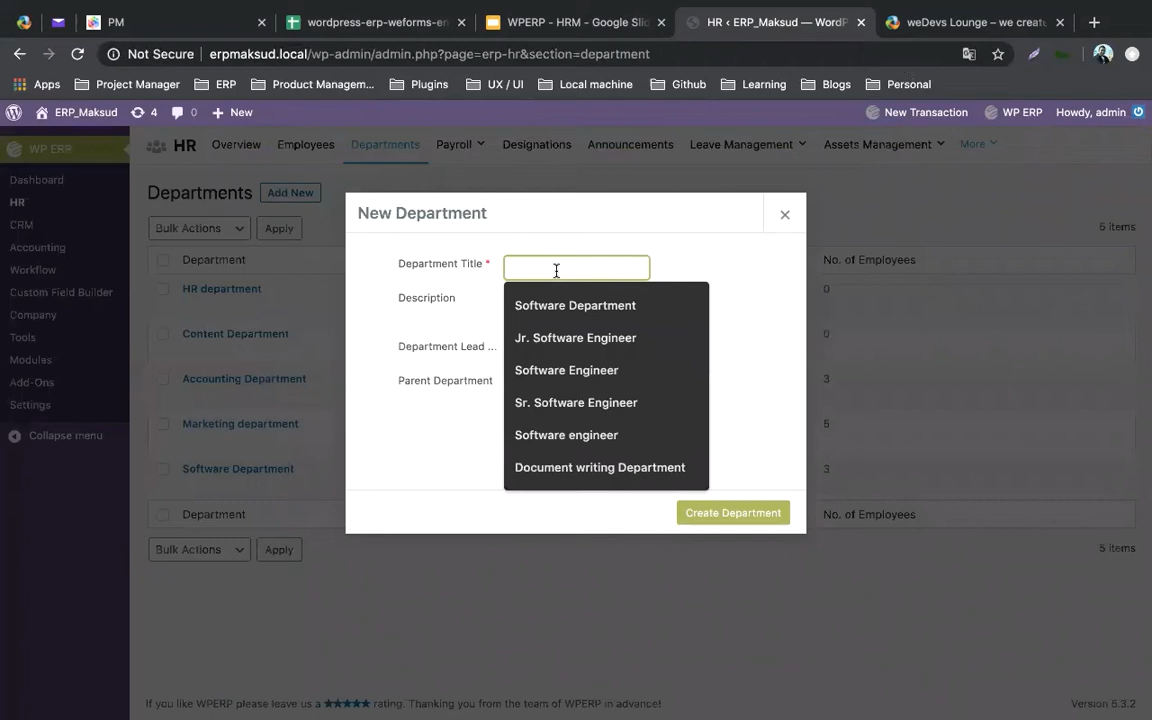 PM
wordpress-erp-weforms-en
WPERP - HRM - Google Slid
HR ‹ ERP_Maksud — WordP
weDevs Lounge – we creat
Not Secure
erpmaksud.local/wp-admin/admin.php?page=erp-hr&section=department
Apps
Project Manager
ERP
Product Managem...
Plugins
UX / UI
Local machine
Github
Learning
Blogs
Personal
ERP_Maksud
4
0
New
New Transaction
WP ERP
Howdy, admin
WP ERP
HR
Overview
Employees
Departments
Payroll
Designations
Announcements
Leave Management
Assets Management
More
Dashboard
HR
CRM
Accounting
Workflow
Custom Field Builder
Company
Tools
Modules
Add-Ons
Settings
Collapse menu
Departments
Add New
Bulk Actions
Apply
5 items
Department
No. of Employees
HR department
0
Content Department
0
Accounting Department
3
Marketing department
5
Software Department
3
Department
No. of Employees
Bulk Actions
Apply
5 items
New Department
Department Title *
Description
Department Lead ...
Parent Department
Software Department
Jr. Software Engineer
Software Engineer
Sr. Software Engineer
Software engineer
Document writing Department
Create Department
If you like WPERP please leave us a ★★★★★ rating. Thanking you from the team of WPERP in advance!
Version 5.3.2